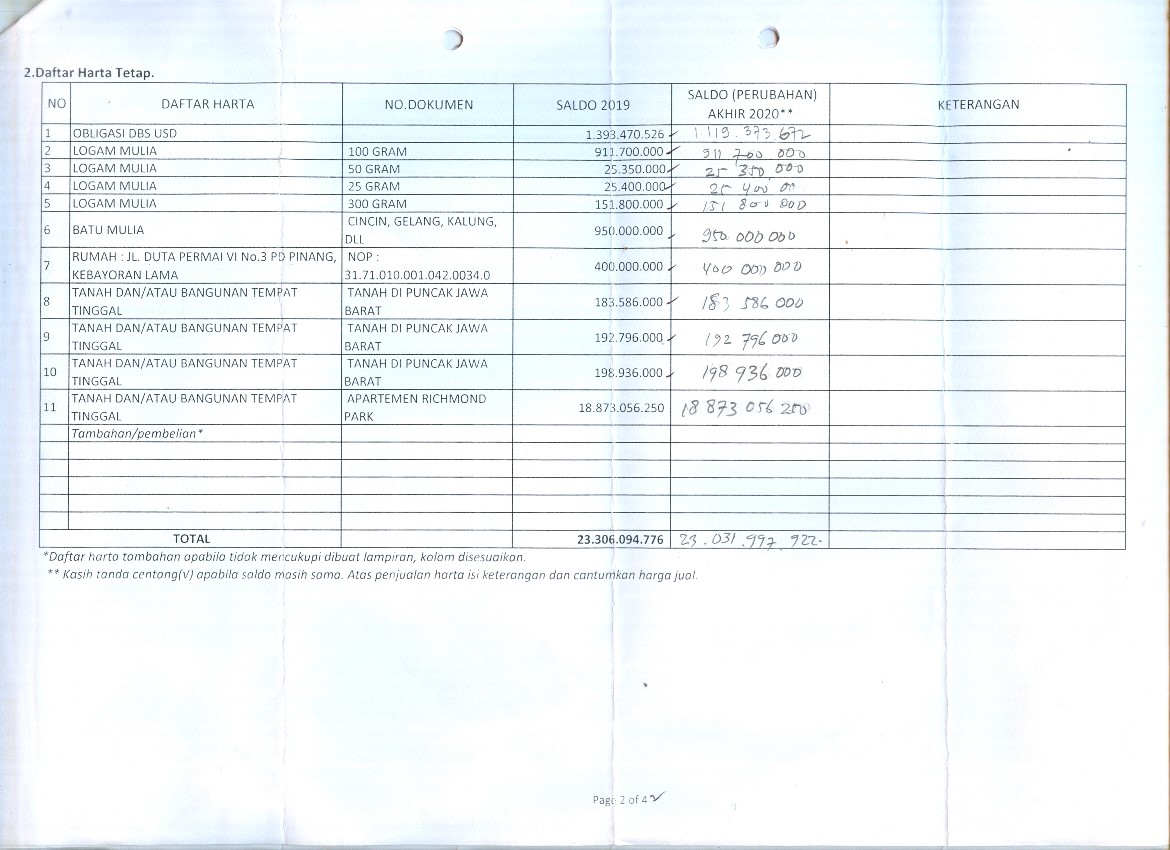 2.Daftar Harta Tetap.
NO DAFTAR HARTA NO.DOKUMEN SALDO 2019 SALDO (PERUBAHAN) AKHIR 2020** KETERANGAN
1 OBLIGASI DBS USD 1.393.470.526 1.119.373.672
2 LOGAM MULIA 100 GRAM 911.700.000 911 700 000
3 LOGAM MULIA 50 GRAM 25.350.000 25 350 000
4 LOGAM MULIA 25 GRAM 25.400.000 25 400 00
5 LOGAM MULIA 300 GRAM 151.800.000 151 800 000
6 BATU MULIA CINCIN, GELANG, KALUNG, 950.000.000 950 000 000
DLL
7 RUMAH : JL. DUTA PERMAI VI No.3 PD PINANG, NOP : 400.000.000 400 000 000
KEBAYORAN LAMA 31.71.010.001.042.0034.0
8 TANAH DAN/ATAU BANGUNAN TEMPAT TANAH DI PUNCAK JAWA 183.586.000 183 586 000
TINGGAL BARAT
9 TANAH DAN/ATAU BANGUNAN TEMPAT TANAH DI PUNCAK JAWA 192.796.000 192 796 000
TINGGAL BARAT
10 TANAH DAN/ATAU BANGUNAN TEMPAT TANAH DI PUNCAK JAWA 198.936.000 198 936 000
TINGGAL BARAT
11 TANAH DAN/ATAU BANGUNAN TEMPAT APARTEMEN RICHMOND 18.873.056.250 18 873 056 250
TINGGAL PARK
Tambahan/pembelian*
TOTAL 23.306.094.776 23.031.997.922-
*Daftar harta tambahan apabila tidak mencukupi dibuat lampiran, kolom disesuaikan.
** Kasih tanda centong(v) apabila saldo masih sama. Atas penjualan harta isi keterangan dan cantumkan harga jual.
Page 2 of 4